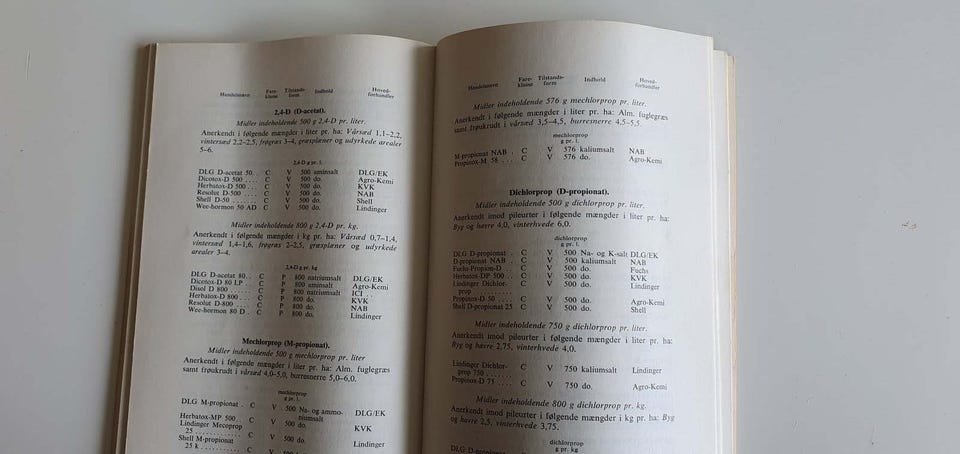 Handelsnavn Fare-klasse Tilstands-form Indhold Hoved-forhandler
2,4-D (D-acetat).
Midler indeholdende 500 g 2,4-D pr. liter.
Anerkendt i følgende mængder i liter pr. ha: Vårsæd 1,1–2,2,
vintersæd 2,2–2,5, frøgræs 3–4, græsplæner og udyrkede arealer
5–6.
2,4-D g pr. l.
DLG D-acetat 50 . C V 500 aminsalt DLG/EK
Dicotox-D 500 .... C V 500 do. Agro-Kemi
Herbatox-D 500 ... C V 500 do. KVK
Resolut D-500 .... C V 500 do. NAB
Shell D-50 ....... C V 500 do. Shell
Wee-hormon 50 AD C V 500 do. Lindinger
Midler indeholdende 800 g 2,4-D pr. kg.
Anerkendt i følgende mængder i kg pr. ha: Vårsæd 0,7–1,4,
vintersæd 1,4–1,6, frøgræs 2–2,5, græsplæner og udyrkede
arealer 3–4.
2,4-D g pr. kg
DLG D-acetat 80 .. C P 800 natriumsalt DLG/EK
Dicotox-D 80 LP .. C P 800 aminsalt Agro-Kemi
Disol D 800 ...... C P 800 natriumsalt ICI
Herbatox-D 800 ... C P 800 do. KVK
Resolut D-800 .... C P 800 do. NAB
Wee-hormon 80 D . C P 800 do. Lindinger
Mechlorprop (M-propionat).
Midler indeholdende 500 g mechlorprop pr. liter
Anerkendt i følgende mængder i liter pr. ha: Alm. fuglegræs
samt frøukrudt i vårsæd 4,0–5,0, burresnerre 5,0–6,0.
mechlorprop
g pr. l.
DLG M-propionat . C V 500 Na- og ammo- DLG/EK
niumsalt
Herbatox-MP 500 C V 500 do. KVK
Lindinger Mecoprop
25 ............ C V 500 do. Lindinger
Shell M-propionat
25 k
Handelsnavn Fare-klasse Tilstands-form Indhold Hoved-forhandler
Midler indeholdende 576 g mechlorprop pr. liter.
Anerkendt i følgende mængder i liter pr. ha: Alm. fuglegræs
samt frøukrudt i vårsæd 3,5–4,5, burresnerre 4,5–5,5.
mechlorprop
g pr. l.
M-propionat NAB . C V 576 kaliumsalt NAB
Propinox-M 58 ... C V 576 do. Agro-Kemi
Dichlorprop (D-propionat).
Midler indeholdende 500 g dichlorprop pr. liter.
Anerkendt imod pileurter i følgende mængder i liter pr. ha:
Byg og havre 4,0, vinterhvede 6,0.
dichlorprop
g pr. l.
DLG D-propionat . C V 500 Na- og K-salt DLG/EK
D-propionat NAB . C V 500 kaliumsalt NAB
Fuchs-Propion-D . C V 500 do. Fuchs
Herbatox-DP 500 .. C V 500 do. KVK
Lindinger Dichlor-
prop .......... C V 500 do. Lindinger
Propinox-D 50 .... C V 500 do. Agro-Kemi
Shell D-propionat 25 C V 500 do. Shell
Midler indeholdende 750 g dichlorprop pr. liter.
Anerkendt imod pileurter i følgende mængder i liter pr. ha:
Byg og havre 2,75, vinterhvede 4,0.
Lindinger Dichlor-
prop 750 ....... C V 750 kaliumsalt Lindinger
Propinox-D 75 .... C V 750 do. Agro-Kemi
Midler indeholdende 800 g dichlorprop pr. kg.
Anerkendt imod pileurter i følgende mængder i kg pr. ha: Byg
og havre 2,5, vinterhvede 3,75.
dichlorprop
g pr. kg